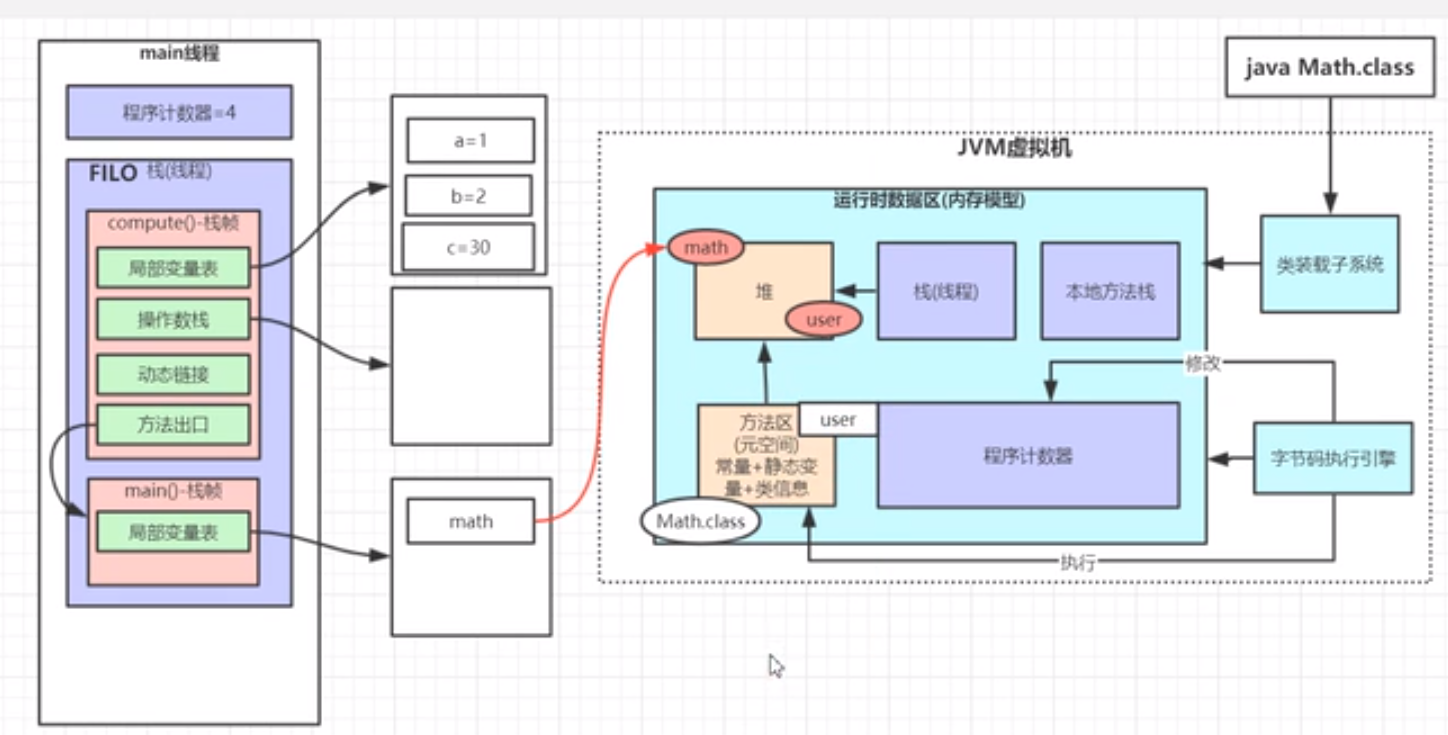 main线程
程序计数器=4
FILO 栈(线程)
compute()-栈帧
局部变量表
操作数栈
动态链接
方法出口
main()-栈帧
局部变量表
a=1
b=2
c=30
math
java Math.class
JVM虚拟机
运行时数据区(内存模型)
math
堆
user
栈(线程)
本地方法栈
类装载子系统
修改
方法区
(元空间)
常量+静态变
量+类信息
user
程序计数器
字节码执行引擎
Math.class
执行